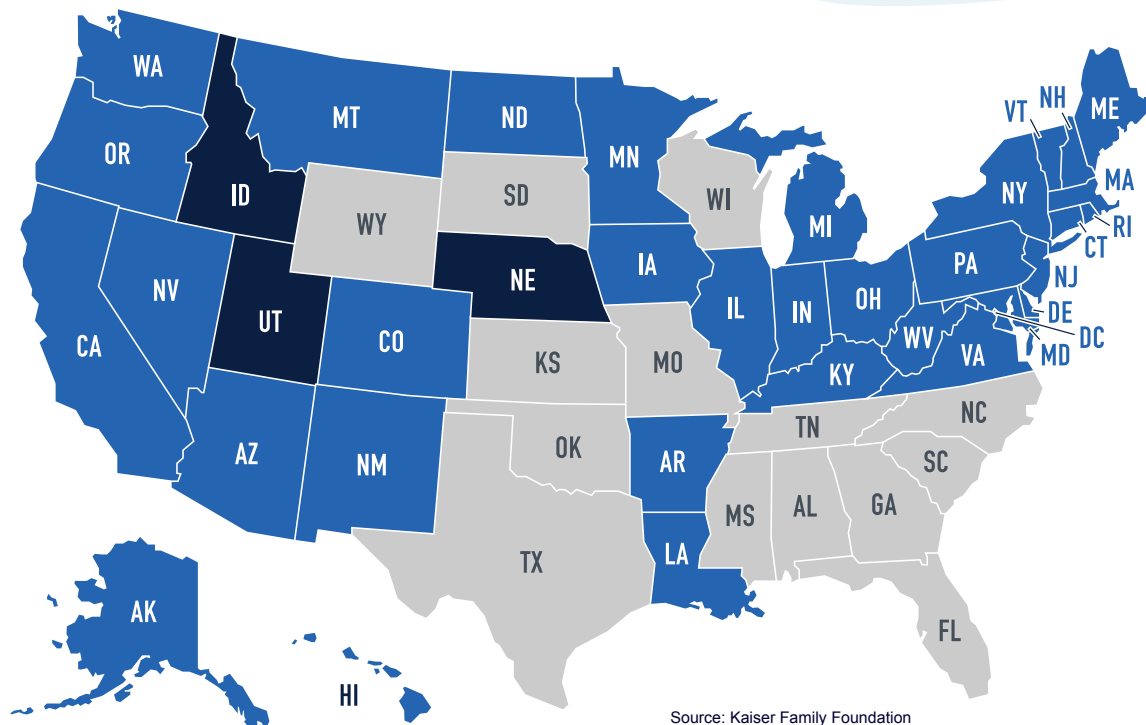 WA
MT
ND
MN
OR
ID
WY
SD
WI
MI
VT
NH
ME
NY
MA
RI
CT
NV
UT
CO
NE
IA
IL
IN
OH
PA
NJ
DE
DC
MD
CA
KS
MO
KY
WV
VA
AZ
NM
OK
AR
TN
NC
SC
TX
LA
MS
AL
GA
FL
AK
HI
Source: Kaiser Family Foundation